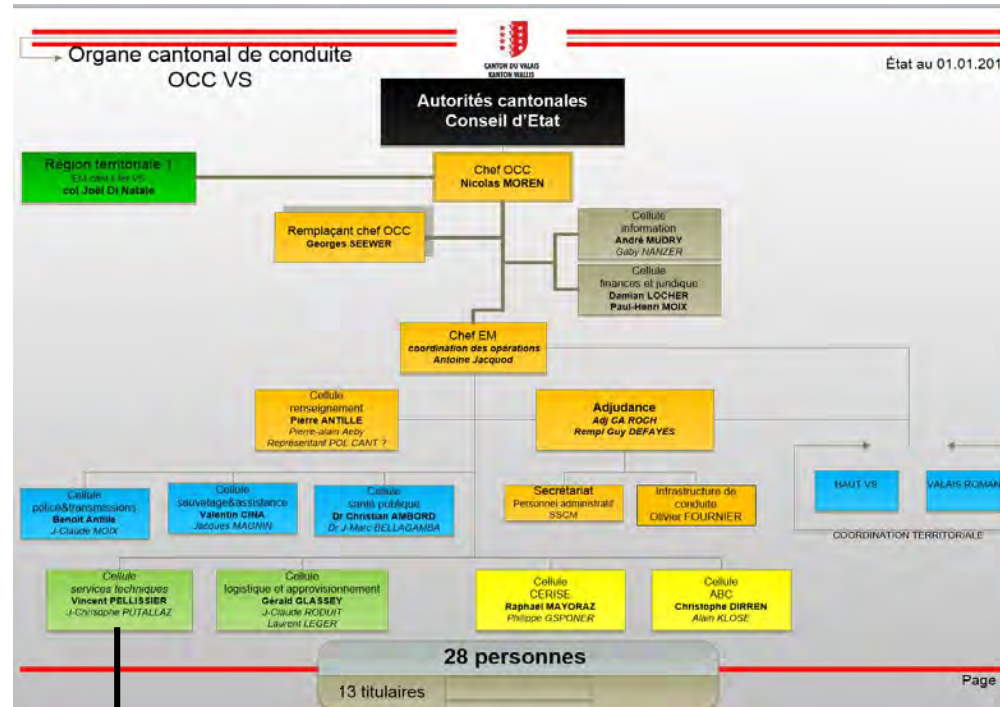 Organe cantonal de conduite
OCC VS
CANTON DU VALAIS
KANTON WALLIS
État au 01.01.201
Autorités cantonales
Conseil d'Etat
Région territoriale 1
EM cant & ter VS
col Joël Di Natale
Chef OCC
Nicolas MOREN
Remplaçant chef OCC
Georges SEEWER
Cellule
information
André MUDRY
Gaby NANZER
Cellule
finances et juridique
Damian LOCHER
Paul-Henri MOIX
Chef EM
coordination des opérations
Antoine Jacquod
Cellule
renseignement
Pierre ANTILLE
Pierre-alain Aeby
Représentant POL CANT ?
Adjudance
Adj CA ROCH
Rempl Guy DEFAYES
Cellule
police&transmissions
Benoit Antille
J-Claude MOIX
Cellule
sauvetage&assistance
Valentin CINA
Jacques MAGNIN
Cellule
santé publique
Dr Christian AMBORD
Dr J-Marc BELLAGAMBA
Secrétariat
Personnel administratif
SSCM
Infrastructure de
conduite
Olivier FOURNIER
HAUT VS
VALAIS ROMAN
COORDINATION TERRITORIALE
Cellule
services techniques
Vincent PELLISSIER
J-Christophe PUTALLAZ
Cellule
logistique et approvisionnement
Gérald GLASSEY
J-Claude RODUIT
Laurent LEGER
Cellule
CERISE
Raphaël MAYORAZ
Philippe GSPONER
Cellule
ABC
Christophe DIRREN
Alain KLOSE
28 personnes
13 titulaires
Page